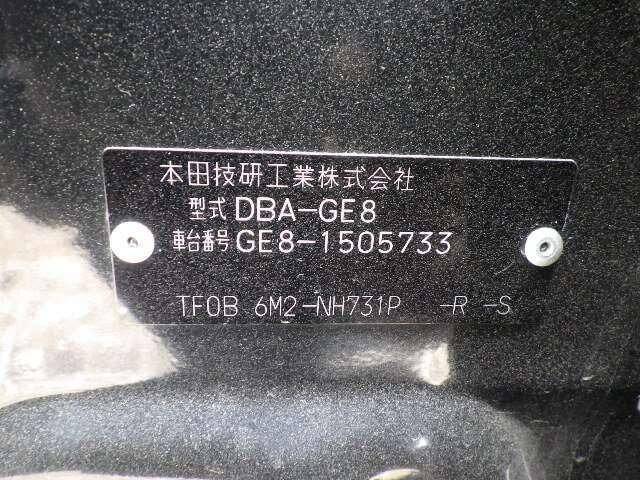 本田技研工業株式会社
型式 DBA-GE8
車台番号 GE8-1505733
TFOB 6M2-NH731P -R -S